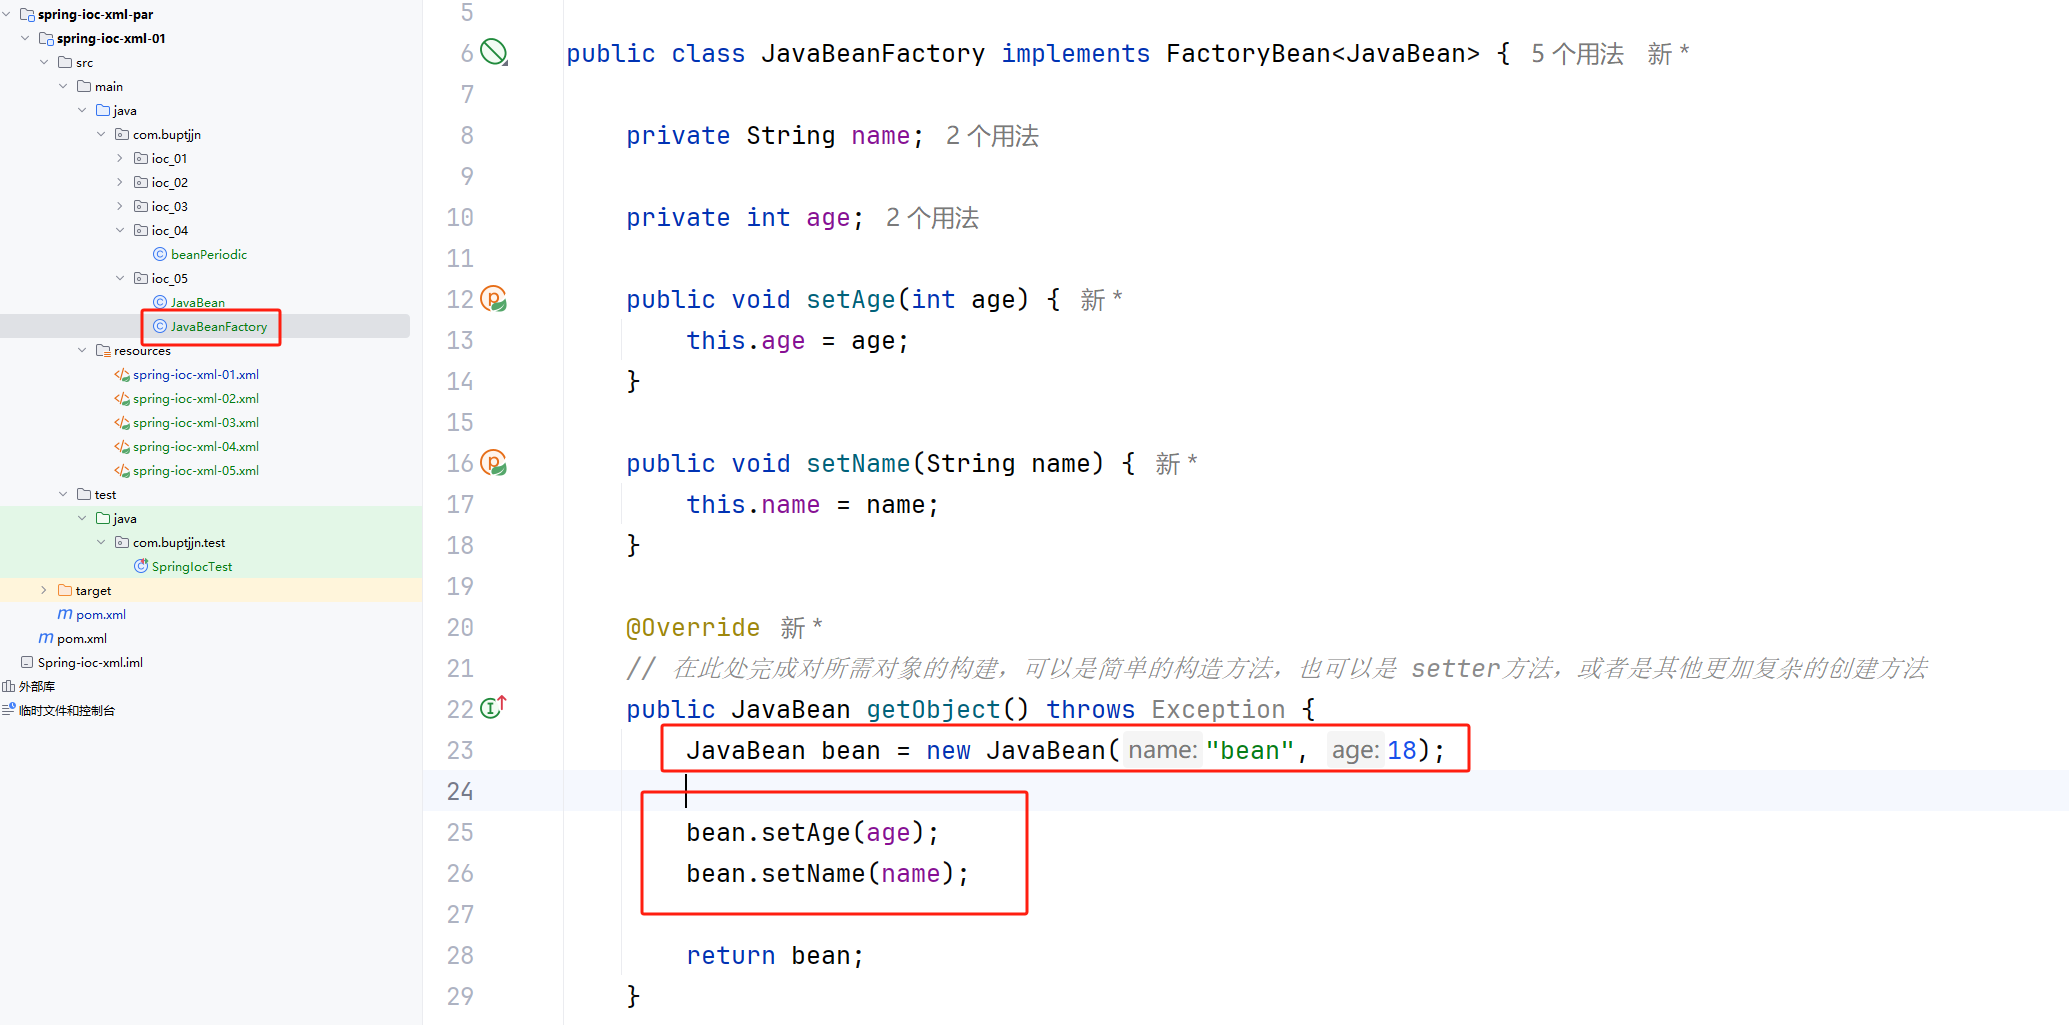 spring-ioc-xml-par
spring-ioc-xml-01
src
main
java
com.buptjjn
ioc_01
ioc_02
ioc_03
ioc_04
beanPeriodic
ioc_05
JavaBean
JavaBeanFactory
resources
spring-ioc-xml-01.xml
spring-ioc-xml-02.xml
spring-ioc-xml-03.xml
spring-ioc-xml-04.xml
spring-ioc-xml-05.xml
test
java
com.buptjjn.test
SpringIocTest
target
pom.xml
pom.xml
Spring-ioc-xml.iml
外部库
临时文件和控制台
5
6 public class JavaBeanFactory implements FactoryBean<JavaBean> { 5 个用法 新 *
7
8 private String name; 2 个用法
9
10 private int age; 2 个用法
11
12 public void setAge(int age) { 新 *
13 this.age = age;
14 }
15
16 public void setName(String name) { 新 *
17 this.name = name;
18 }
19
20 @Override 新 *
21 // 在此处完成对所需对象的构建，可以是简单的构造方法，也可以是 setter方法，或者是其他更加复杂的创建方法
22 public JavaBean getObject() throws Exception {
23 JavaBean bean = new JavaBean( name: "bean", age: 18);
24
25 bean.setAge(age);
26 bean.setName(name);
27
28 return bean;
29 }